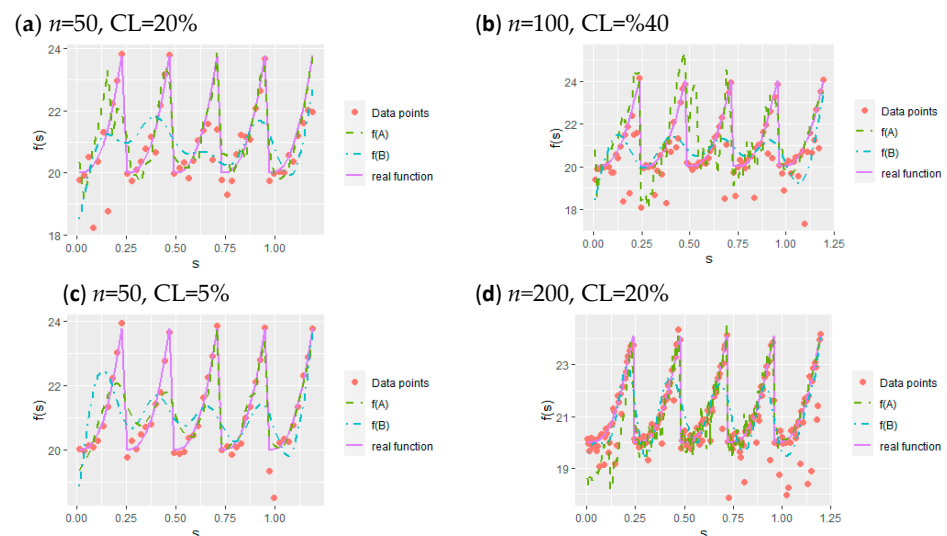 (a) n=50, CL=20%
(b) n=100, CL=%40
f(s)
24
22
20
18
0.00 0.25 0.50 0.75 1.00
s
Data points
f(A)
f(B)
real function
f(s)
24
22
20
18
0.00 0.25 0.50 0.75 1.00 1.25
s
Data points
f(A)
f(B)
real function
(c) n=50, CL=5%
(d) n=200, CL=20%
f(s)
24
22
20
0.00 0.25 0.50 0.75 1.00
s
Data points
f(A)
f(B)
real function
f(s)
23
21
19
0.00 0.25 0.50 0.75 1.00 1.25
s
Data points
f(A)
f(B)
real function